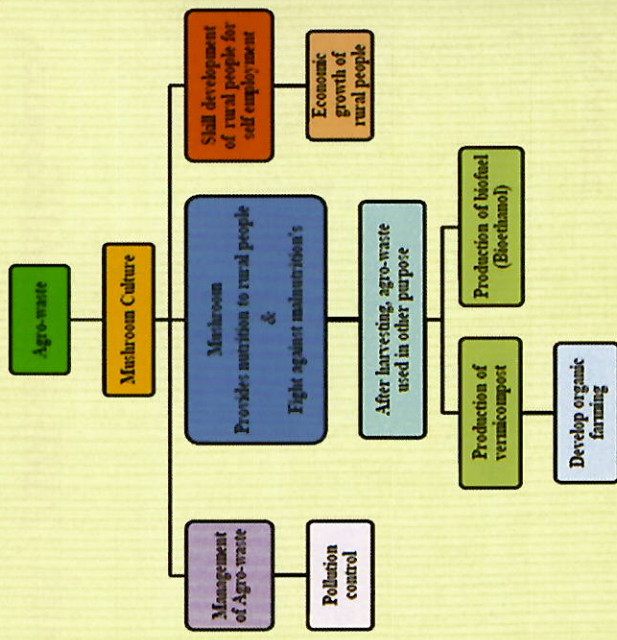 Agro-waste
Mushroom Culture
Management
of Agro-waste
Mushroom
Provides nutrition to rural people
&
Fight against malnutrition's
Skill development
of rural people for
self employment
Pollution
control
After harvesting, agro-waste
used in other purpose
Economic
growth of
rural people
Production of
vermicompost
Production of biofuel
(Bioethanol)
Develop organic
farming